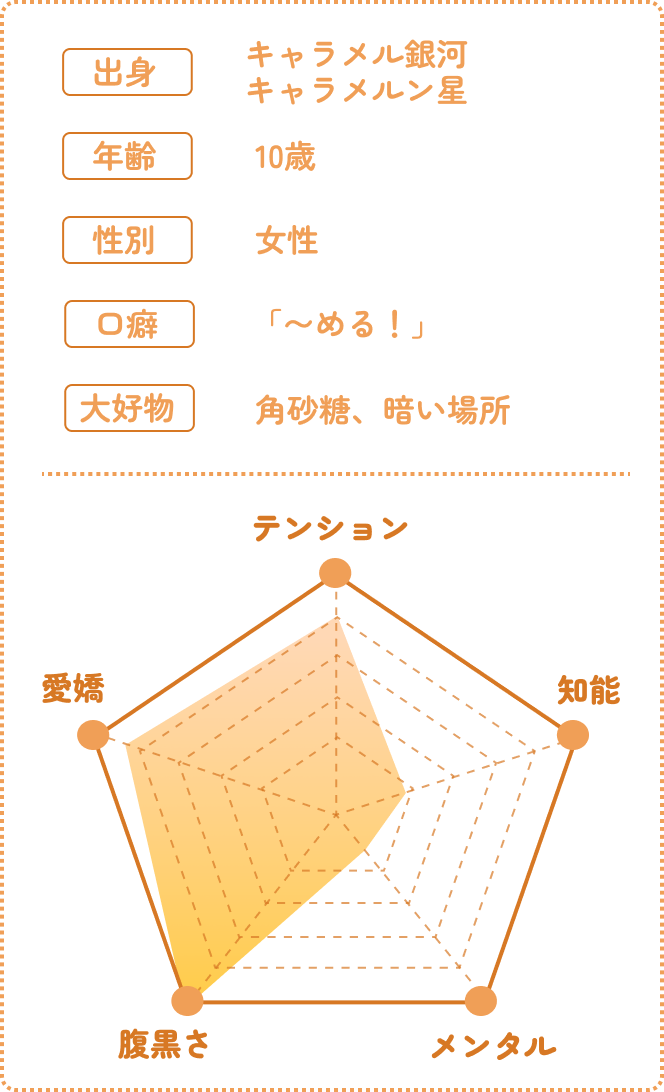 出身
キャラメル銀河
キャラメルン星
年齢
10歳
性別
女性
口癖
「〜める！」
大好物
角砂糖、暗い場所
テンション
愛嬌
知能
腹黒さ
メンタル